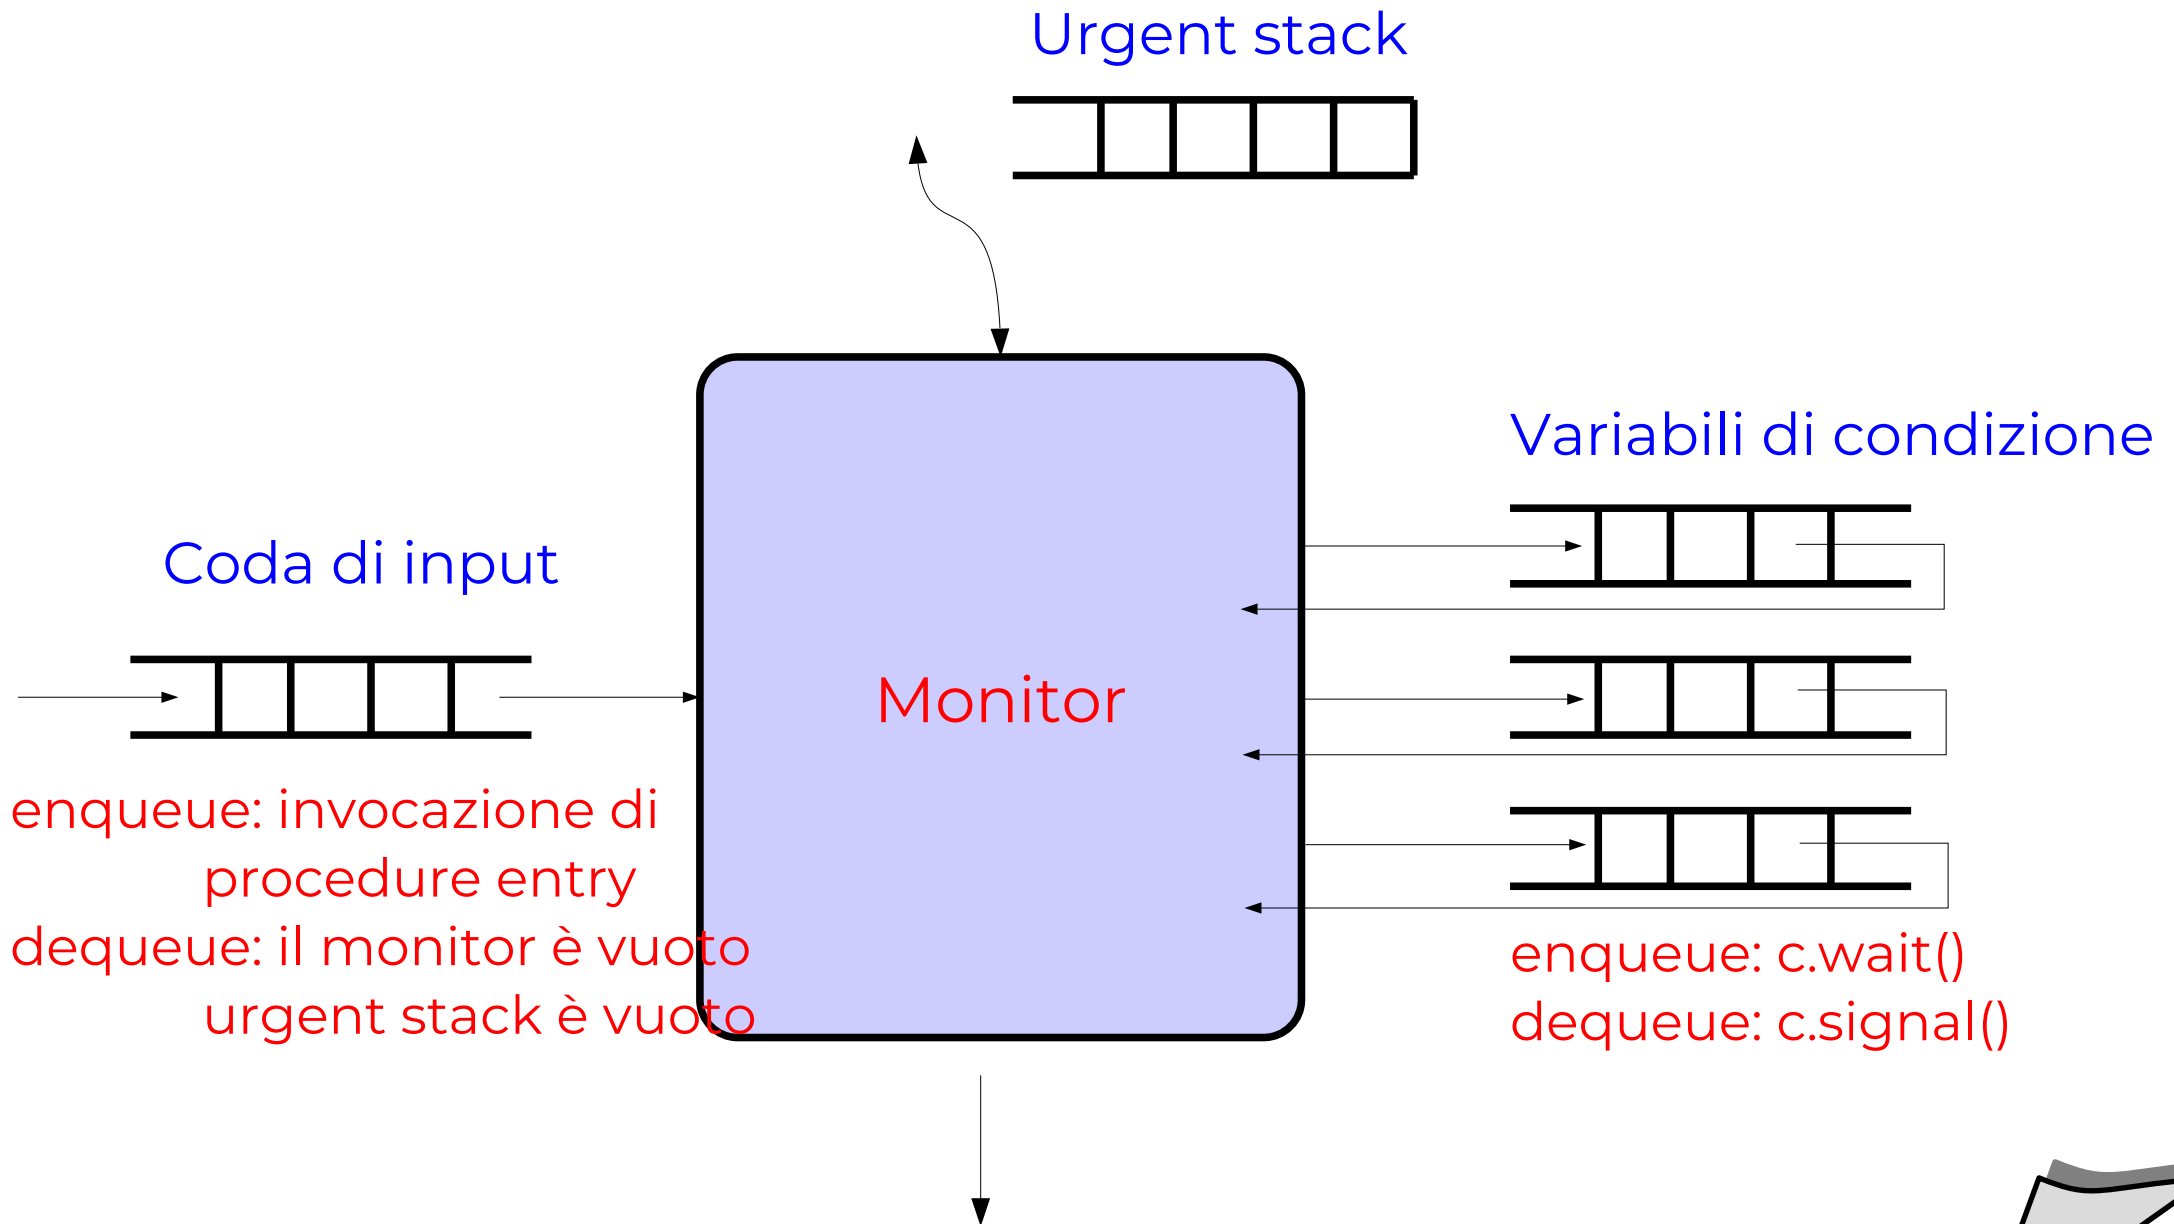 Urgent stack
Variabili di condizione
Coda di input
Monitor
enqueue: invocazione di
procedure entry
dequeue: il monitor è vuoto
urgent stack è vuoto
enqueue: c.wait()
dequeue: c.signal()